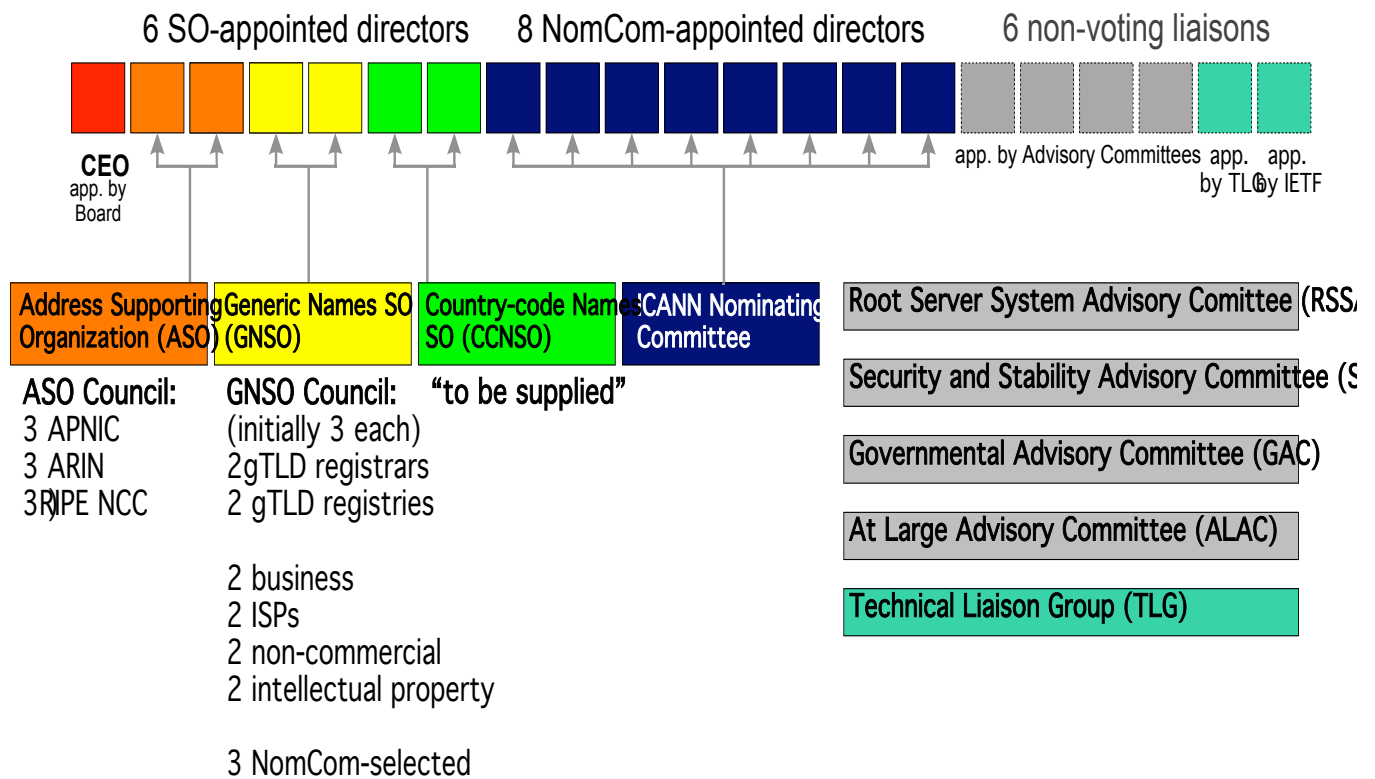 6 SO-appointed directors
8 NomCom-appointed directors
6 non-voting liaisons
CEO
app. by
Board
app. by Advisory Committees
app.
by TLG
app.
by IETF
Address Supporting
Organization (ASO)
Generic Names SO
(GNSO)
Country-code Names
SO (CCNSO)
ICANN Nominating
Committee
ASO Council:
3 APNIC
3 ARIN
3 RIPE NCC
GNSO Council:
(initially 3 each)
2gTLD registrars
2 gTLD registries
2 business
2 ISPs
2 non-commercial
2 intellectual property
3 NomCom-selected
“to be supplied”
Root Server System Advisory Comittee (RSSA
Security and Stability Advisory Committee (S
Governmental Advisory Committee (GAC)
At Large Advisory Committee (ALAC)
Technical Liaison Group (TLG)